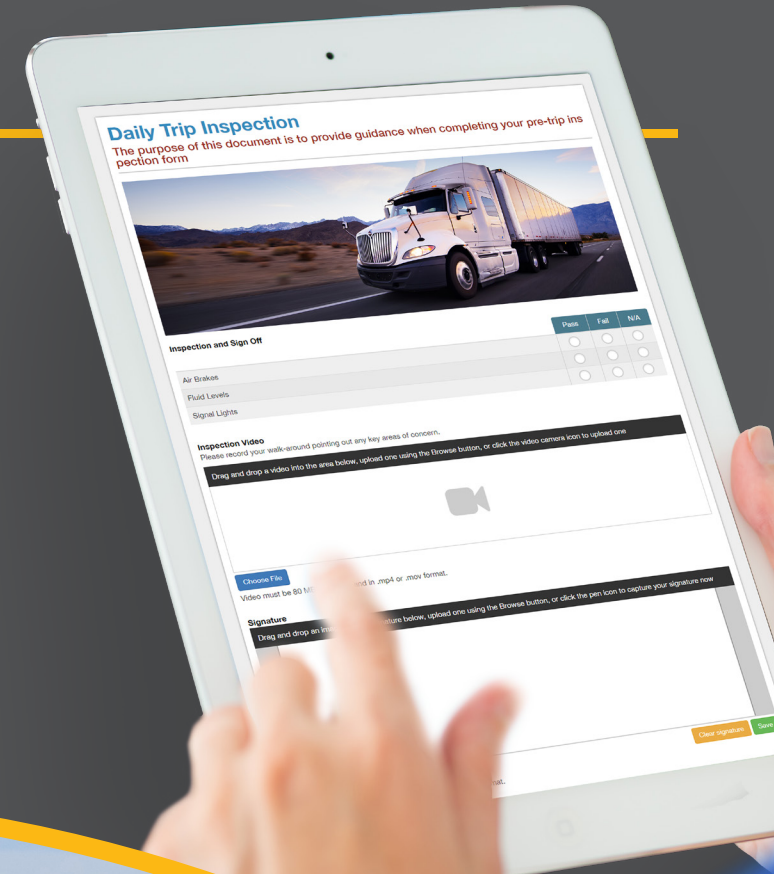 Daily Trip Inspection
The purpose of this document is to provide guidance when completing your pre-trip ins
pection form
Inspection and Sign Off
Pass Fail N/A
Air Brakes
Fluid Levels
Signal Lights
Inspection Video
Please record your walk-around pointing out any key areas of concern.
Drag and drop a video into the area below, upload one using the Browse button, or click the video camera icon to upload one
Choose File
Video must be 80 and in .mp4 or .mov format.
Signature
Drag and drop an below, upload one using the Browse button, or click the pen icon to capture your signature now
Clear signature Save